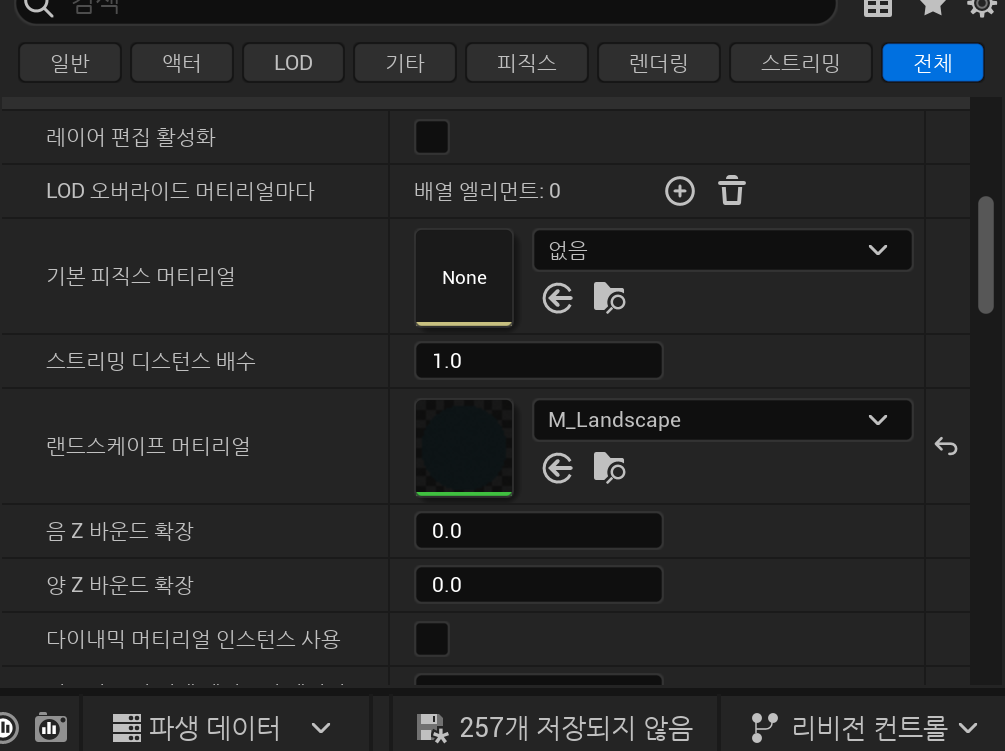 검색
일반 액터 LOD 기타 피직스 렌더링 스트리밍 전체
레이어 편집 활성화
LOD 오버라이드 머티리얼마다 배열 엘리먼트: 0
기본 피직스 머티리얼 None 없음
스트리밍 디스턴스 배수 1.0
랜드스케이프 머티리얼 M_Landscape
음 Z 바운드 확장 0.0
양 Z 바운드 확장 0.0
다이내믹 머티리얼 인스턴스 사용
파생 데이터 257개 저장되지 않음 리비전 컨트롤